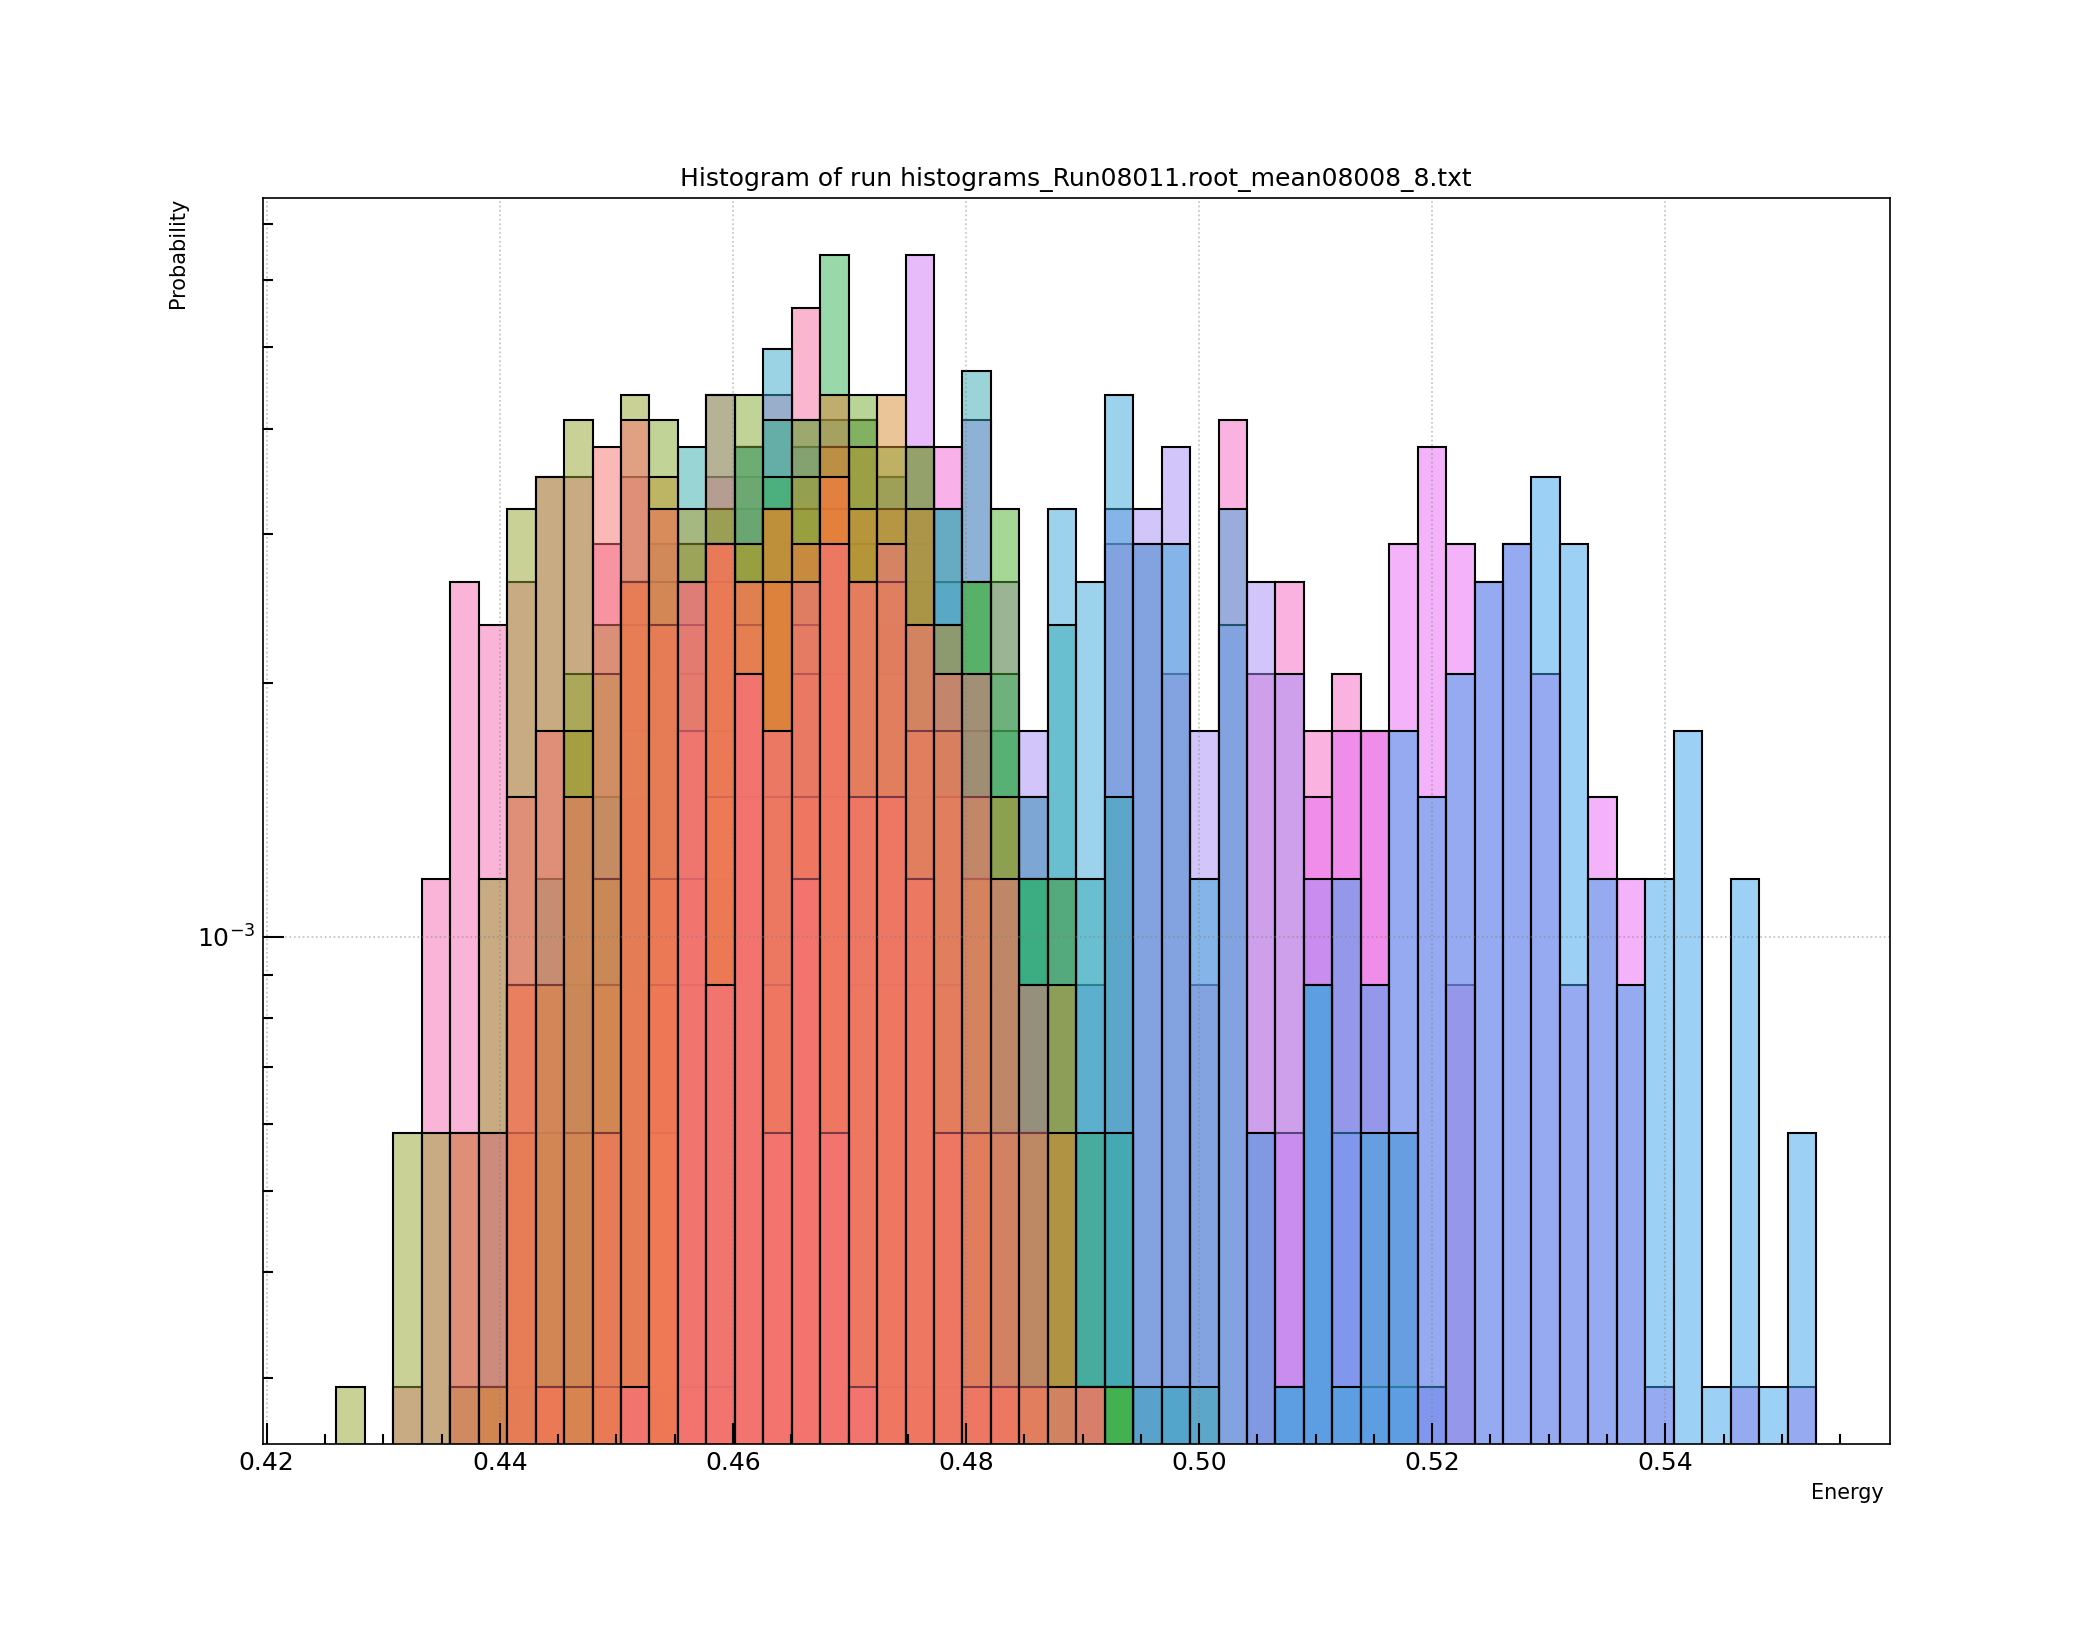 Histogram of run histograms_Run08011.root_mean08008_8.txt
Probability
10⁻³
0.42 0.44 0.46 0.48 0.50 0.52 0.54
Energy